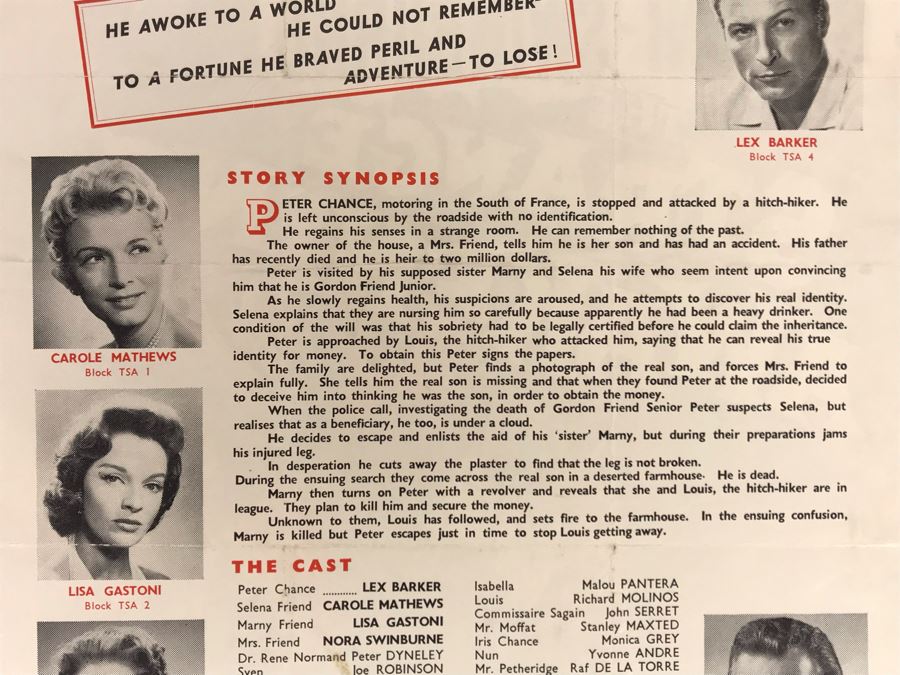 HE AWOKE TO A WORLD
HE COULD NOT REMEMBER-
TO A FORTUNE HE BRAVED PERIL AND
ADVENTURE—TO LOSE!
LEX BARKER
Block TSA 4
CAROLE MATHEWS
Block TSA 1
LISA GASTONI
Block TSA 2
STORY SYNOPSIS
PETER CHANCE, motoring in the South of France, is stopped and attacked by a hitch-hiker. He
is left unconscious by the roadside with no identification.
He regains his senses in a strange room. He can remember nothing of the past.
The owner of the house, a Mrs. Friend, tells him he is her son and has had an accident. His father
has recently died and he is heir to two million dollars.
Peter is visited by his supposed sister Marny and Selena his wife who seem intent upon convincing
him that he is Gordon Friend Junior.
As he slowly regains health, his suspicions are aroused, and he attempts to discover his real identity.
Selena explains that they are nursing him so carefully because apparently he had been a heavy drinker. One
condition of the will was that his sobriety had to be legally certified before he could claim the inheritance.
Peter is approached by Louis, the hitch-hiker who attacked him, saying that he can reveal his true
identity for money. To obtain this Peter signs the papers.
The family are delighted, but Peter finds a photograph of the real son, and forces Mrs. Friend to
explain fully. She tells him the real son is missing and that when they found Peter at the roadside, decided
to deceive him into thinking he was the son, in order to obtain the money.
When the police call, investigating the death of Gordon Friend Senior Peter suspects Selena, but
realises that as a beneficiary, he too, is under a cloud.
He decides to escape and enlists the aid of his 'sister' Marny, but during their preparations jams
his injured leg.
In desperation he cuts away the plaster to find that the leg is not broken.
During the ensuing search they come across the real son in a deserted farmhouse. He is dead.
Marny then turns on Peter with a revolver and reveals that she and Louis, the hitch-hiker are in
league. They plan to kill him and secure the money.
Unknown to them, Louis has followed, and sets fire to the farmhouse. In the ensuing confusion,
Marny is killed but Peter escapes just in time to stop Louis getting away.
THE CAST
Peter Chance ............ LEX BARKER
Selena Friend CAROLE MATHEWS
Marny Friend LISA GASTONI
Mrs. Friend NORA SWINBURNE
Dr. Rene Normand Peter DYNELEY
Sven Joe ROBINSON
Isabella Malou PANTERA
Louis Richard MOLINOS
Commissaire Sagain John SERRET
Mr. Moffat Stanley MAXTED
Iris Chance Monica GREY
Nun Yvonne ANDRE
Mr. Petheridge Raf DE LA TORRE